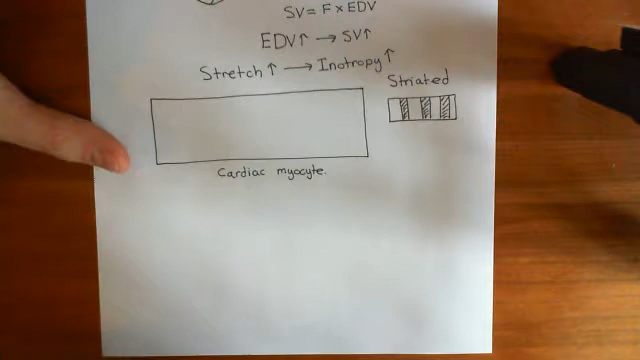 SV = F × EDV
EDV↑ → SV↑
Stretch ↑ → Inotropy ↑
Striated
Cardiac myocyte.